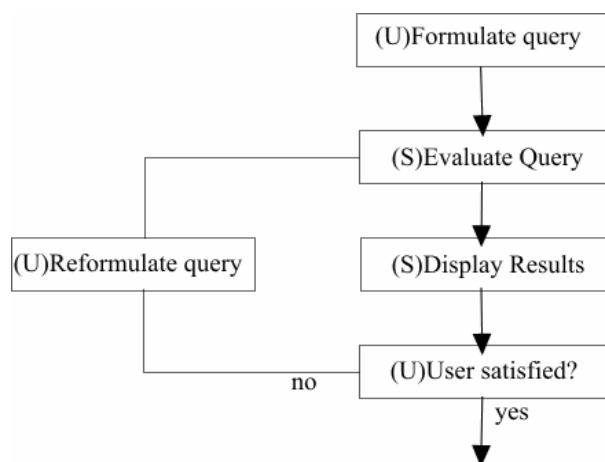 (U)Formulate query
(S)Evaluate Query
(U)Reformulate query
(S)Display Results
(U)User satisfied?
no
yes